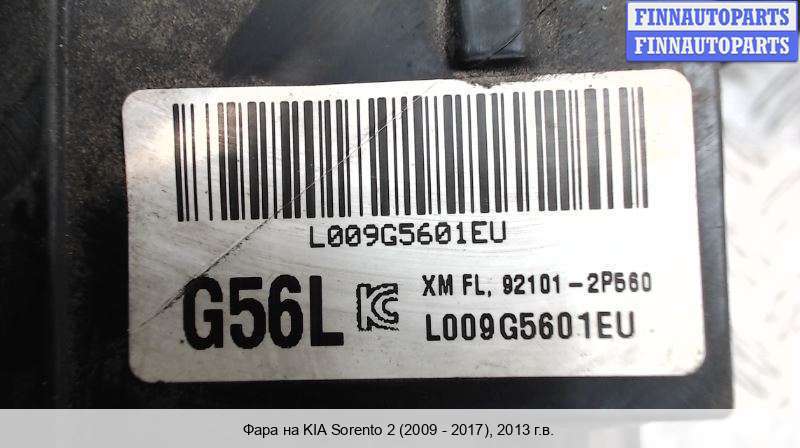 FINNAUTOPARTS
FINNAUTOPARTS
L009G5601EU
G56L
XM FL, 92101-2P560
L009G5601EU
Фара на KIA Sorento 2 (2009 - 2017), 2013 г.в.